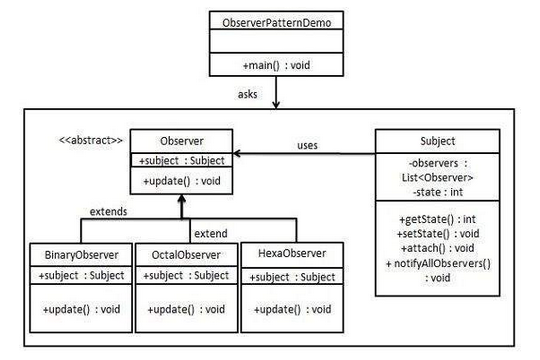 ObserverPatternDemo
+main() : void
asks
<<abstract>>
Observer
+subject : Subject
+update() : void
uses
Subject
-observers :
List<Observer>
-state : int
+getState() : int
+setState() : void
+attach() : void
+ notifyAllObservers()
: void
extends
extend
BinaryObserver
+subject : Subject
+update() : void
OctalObserver
+subject : Subject
+update() : void
HexaObserver
+subject : Subject
+update() : void